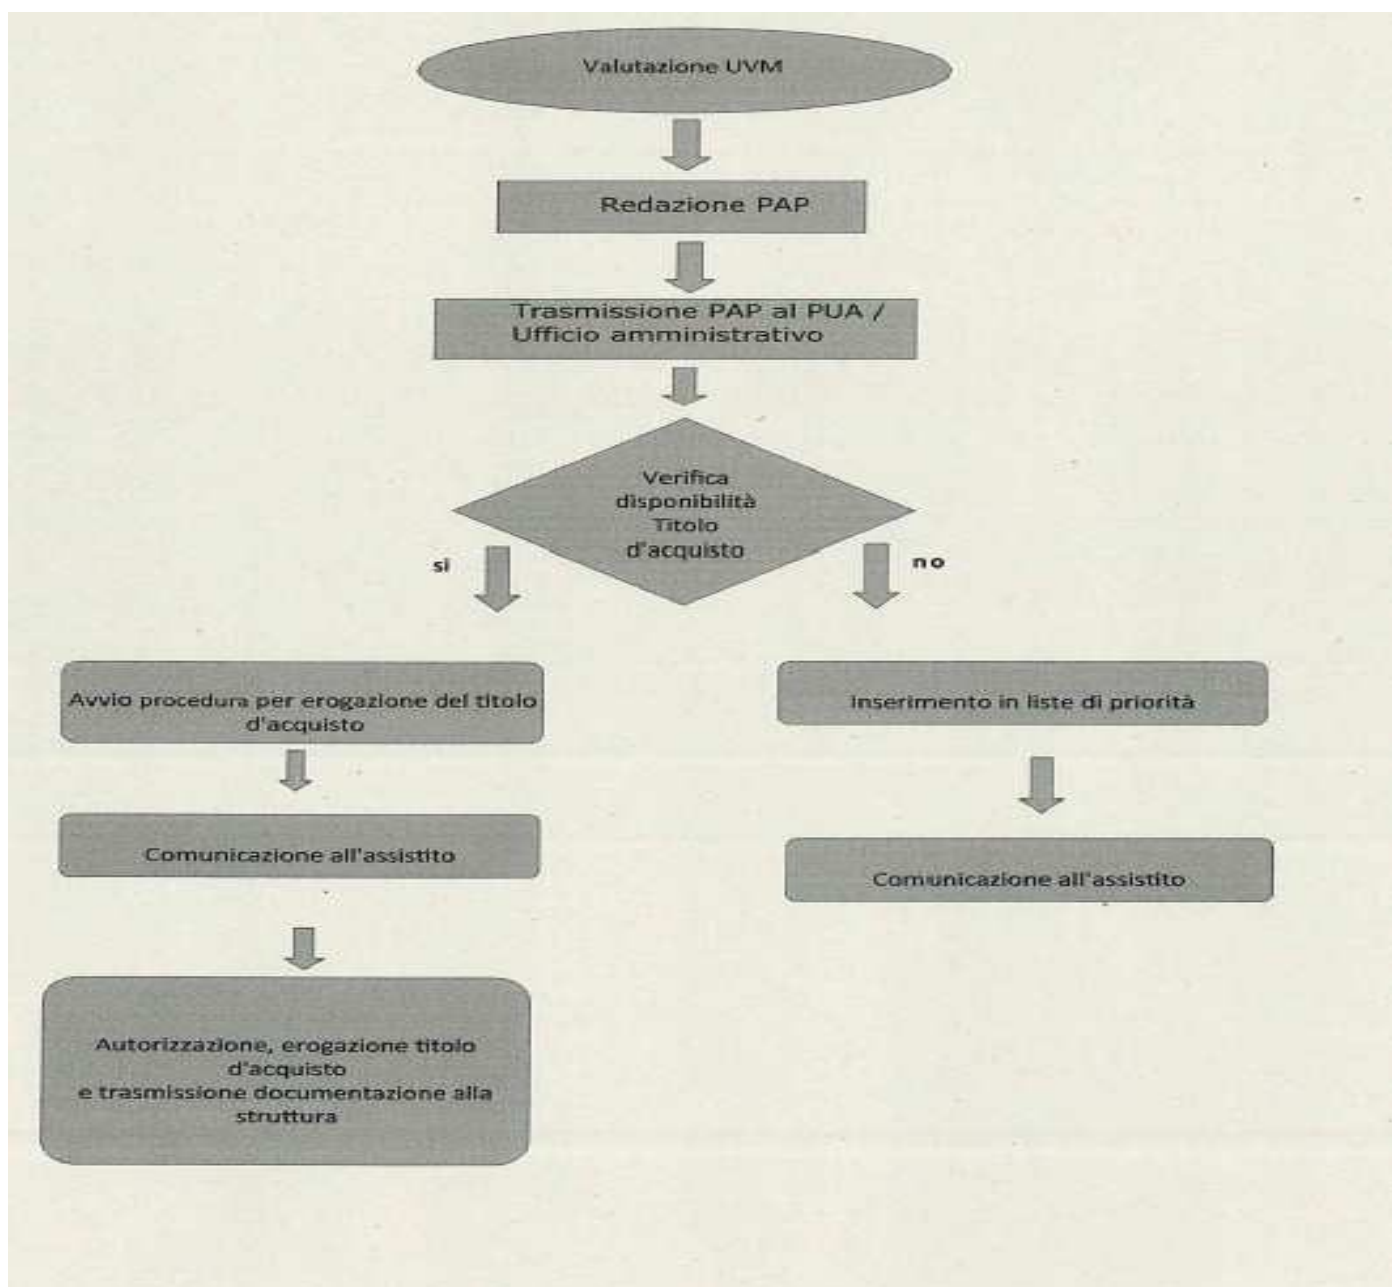 Valutazione UVM
Redazione PAP
Trasmissione PAP al PUA /
Ufficio amministrativo
Verifica
disponibilità
Titolo
d'acquisto
si
no
Avvio procedura per erogazione del titolo
d'acquisto
Inserimento in liste di priorità
Comunicazione all'assistito
Comunicazione all'assistito
Autorizzazione, erogazione titolo
d'acquisto
e trasmissione documentazione alla
struttura